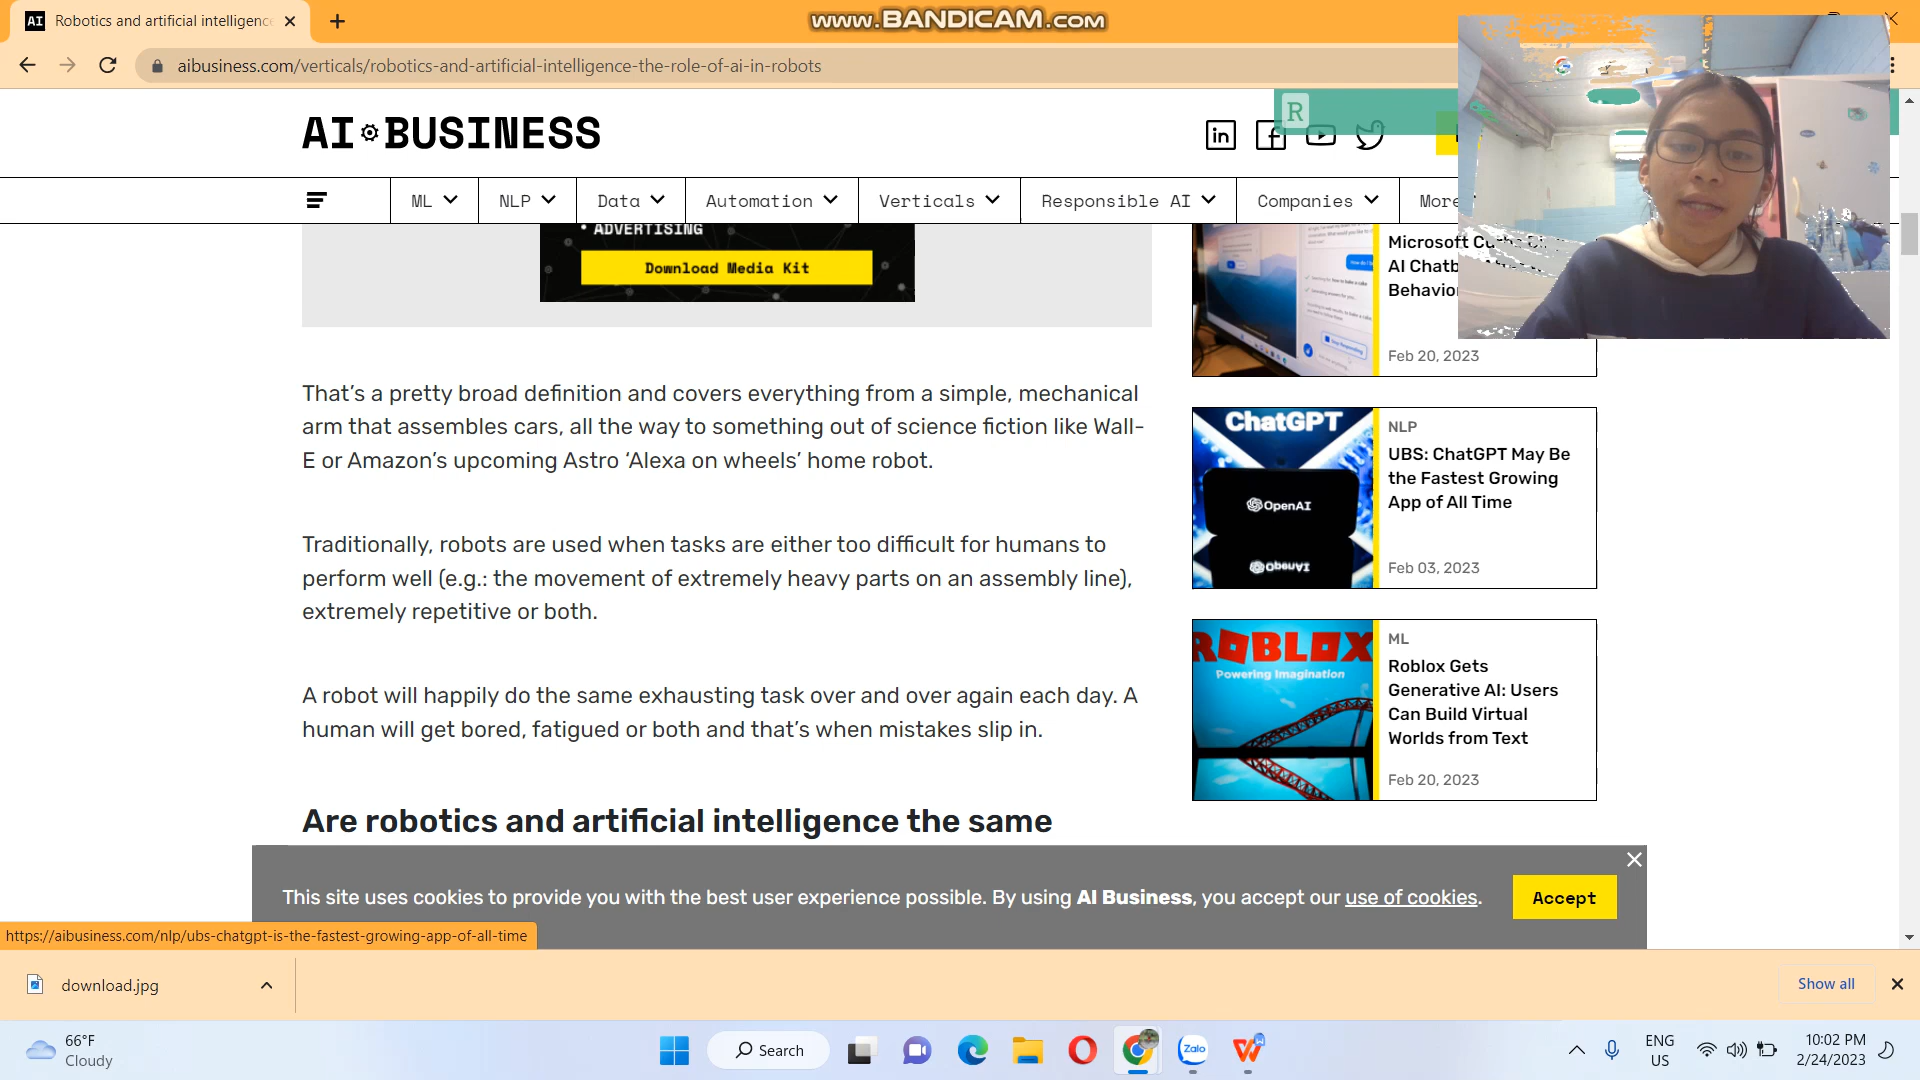 Robotics and artificial intelligence
www.BANDICAM.com
aibusiness.com/verticals/robotics-and-artificial-intelligence-the-role-of-ai-in-robots
AI BUSINESS
R
ML
NLP
Data
Automation
Verticals
Responsible AI
Companies
More
• ADVERTISING
Download Media Kit
That's a pretty broad definition and covers everything from a simple, mechanical
arm that assembles cars, all the way to something out of science fiction like Wall-
E or Amazon's upcoming Astro ‘Alexa on wheels’ home robot.
Traditionally, robots are used when tasks are either too difficult for humans to
perform well (e.g.: the movement of extremely heavy parts on an assembly line),
extremely repetitive or both.
A robot will happily do the same exhausting task over and over again each day. A
human will get bored, fatigued or both and that's when mistakes slip in.
Are robotics and artificial intelligence the same
Microsoft
AI Chatb
Behavio
Feb 20, 2023
ChatGPT
OpenAI
NLP
UBS: ChatGPT May Be
the Fastest Growing
App of All Time
Feb 03, 2023
ROBLOX
Powering Imagination
ML
Roblox Gets
Generative AI: Users
Can Build Virtual
Worlds from Text
Feb 20, 2023
This site uses cookies to provide you with the best user experience possible. By using AI Business, you accept our use of cookies.
Accept
https://aibusiness.com/nlp/ubs-chatgpt-is-the-fastest-growing-app-of-all-time
download.jpg
Show all
66°F
Cloudy
Search
Zalo
ENG
US
10:02 PM
2/24/2023